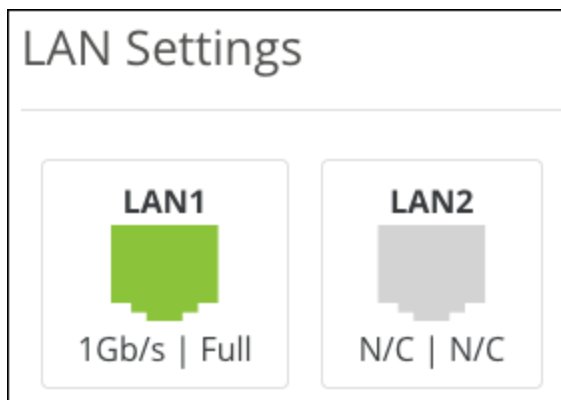 LAN Settings
LAN1
1Gb/s | Full
LAN2
N/C | N/C